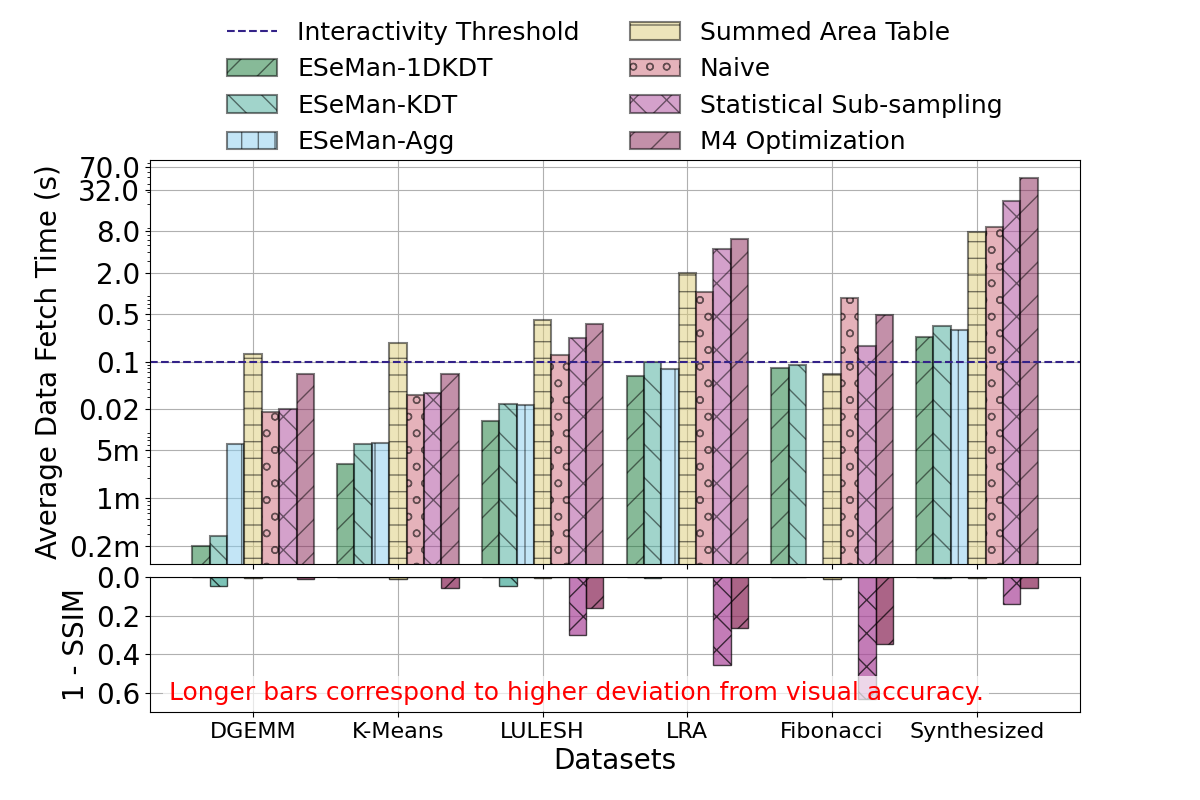 Interactivity Threshold
ESeMan-1DKDT
ESeMan-KDT
ESeMan-Agg
Summed Area Table
Naive
Statistical Sub-sampling
M4 Optimization
Average Data Fetch Time (s)
70.0
32.0
8.0
2.0
0.5
0.1
0.02
5m
1m
0.2m
1 - SSIM
0.0
0.2
0.4
0.6
Longer bars correspond to higher deviation from visual accuracy.
DGEMM
K-Means
LULESH
LRA
Fibonacci
Synthesized
Datasets